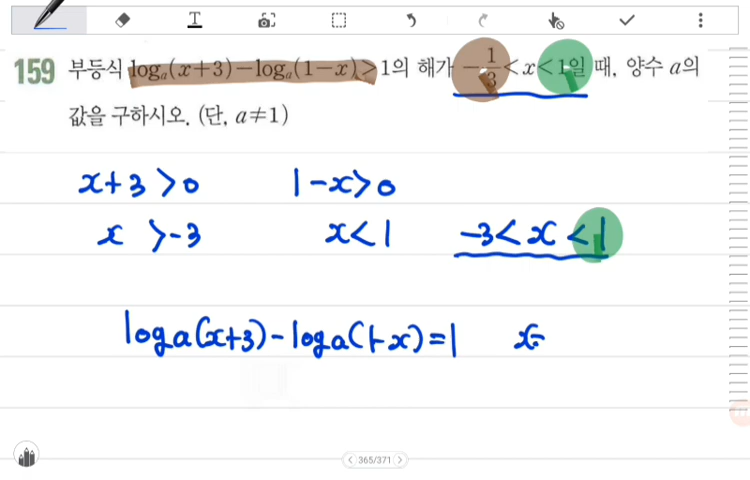 159 부등식 logₐ(x+3)−logₐ(1−x)>1의 해가 −1/3<x<1일 때, 양수 a의
값을 구하시오. (단, a≠1)
x+3>0 1-x>0
x >-3 x<1 -3<x<1
loga(x+3)-loga(1-x)=1 x=
365/371